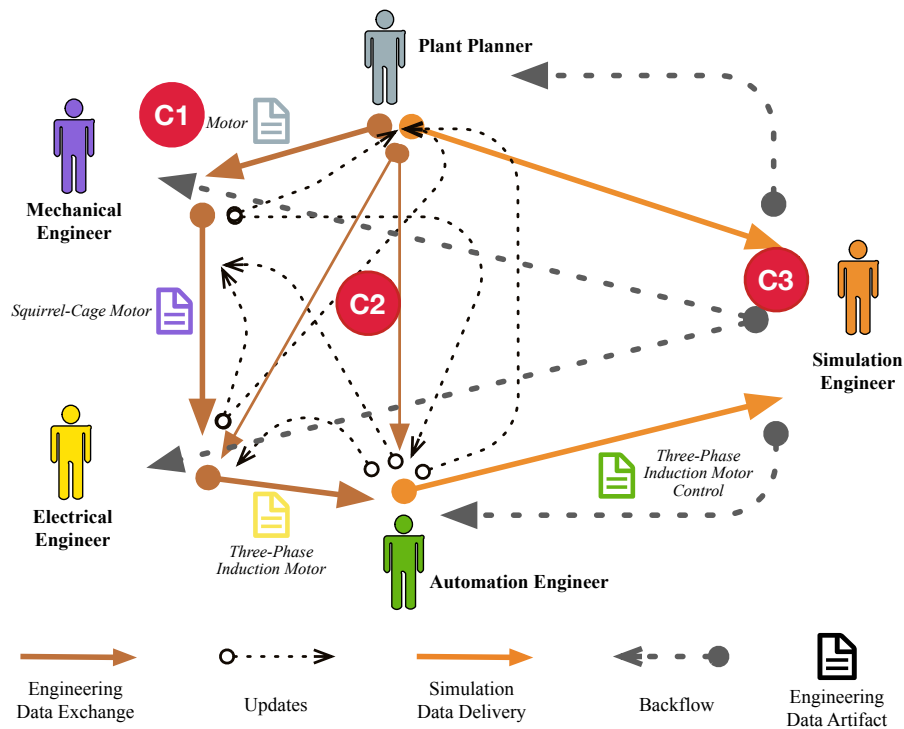 Plant Planner
C1
Motor
Mechanical
Engineer
C3
C2
Squirrel-Cage Motor
Simulation
Engineer
Three-Phase
Induction Motor
Control
Electrical
Engineer
Three-Phase
Induction Motor
Automation Engineer
Engineering
Data Exchange
Updates
Simulation
Data Delivery
Backflow
Engineering
Data Artifact